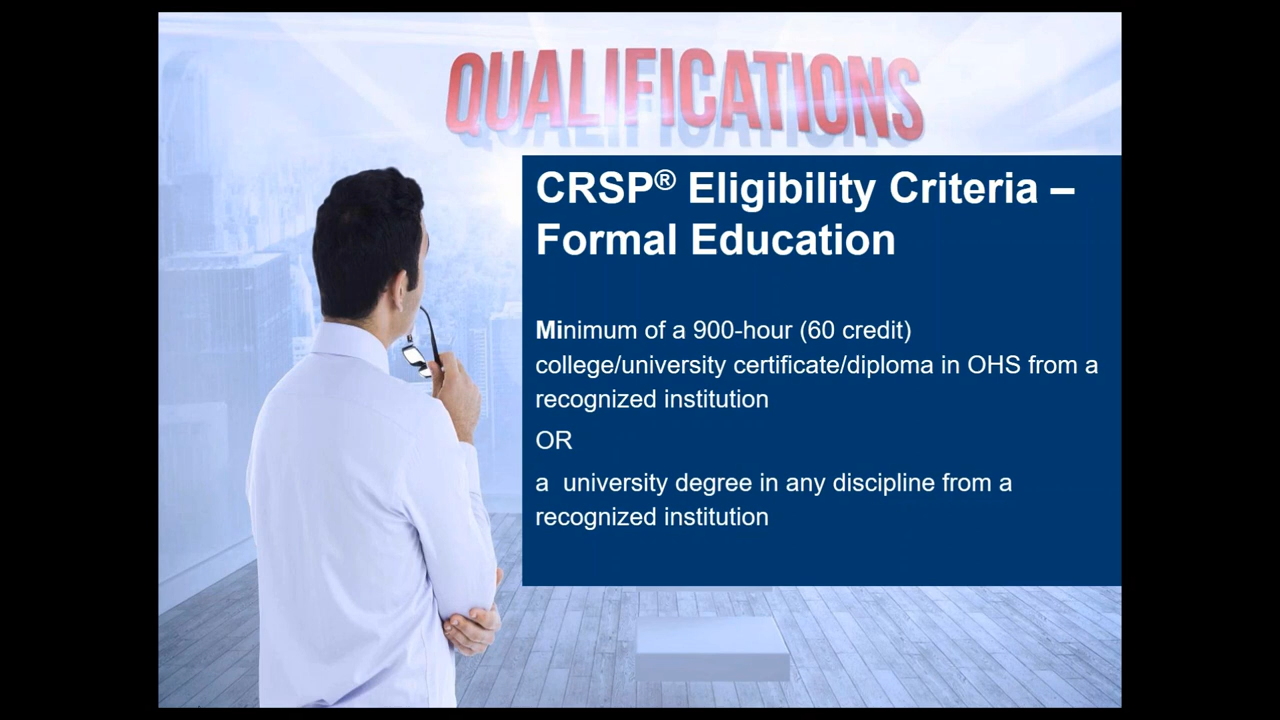 QUALIFICATIONS
CRSP® Eligibility Criteria –
Formal Education
Minimum of a 900-hour (60 credit)
college/university certificate/diploma in OHS from a
recognized institution
OR
a  university degree in any discipline from a
recognized institution